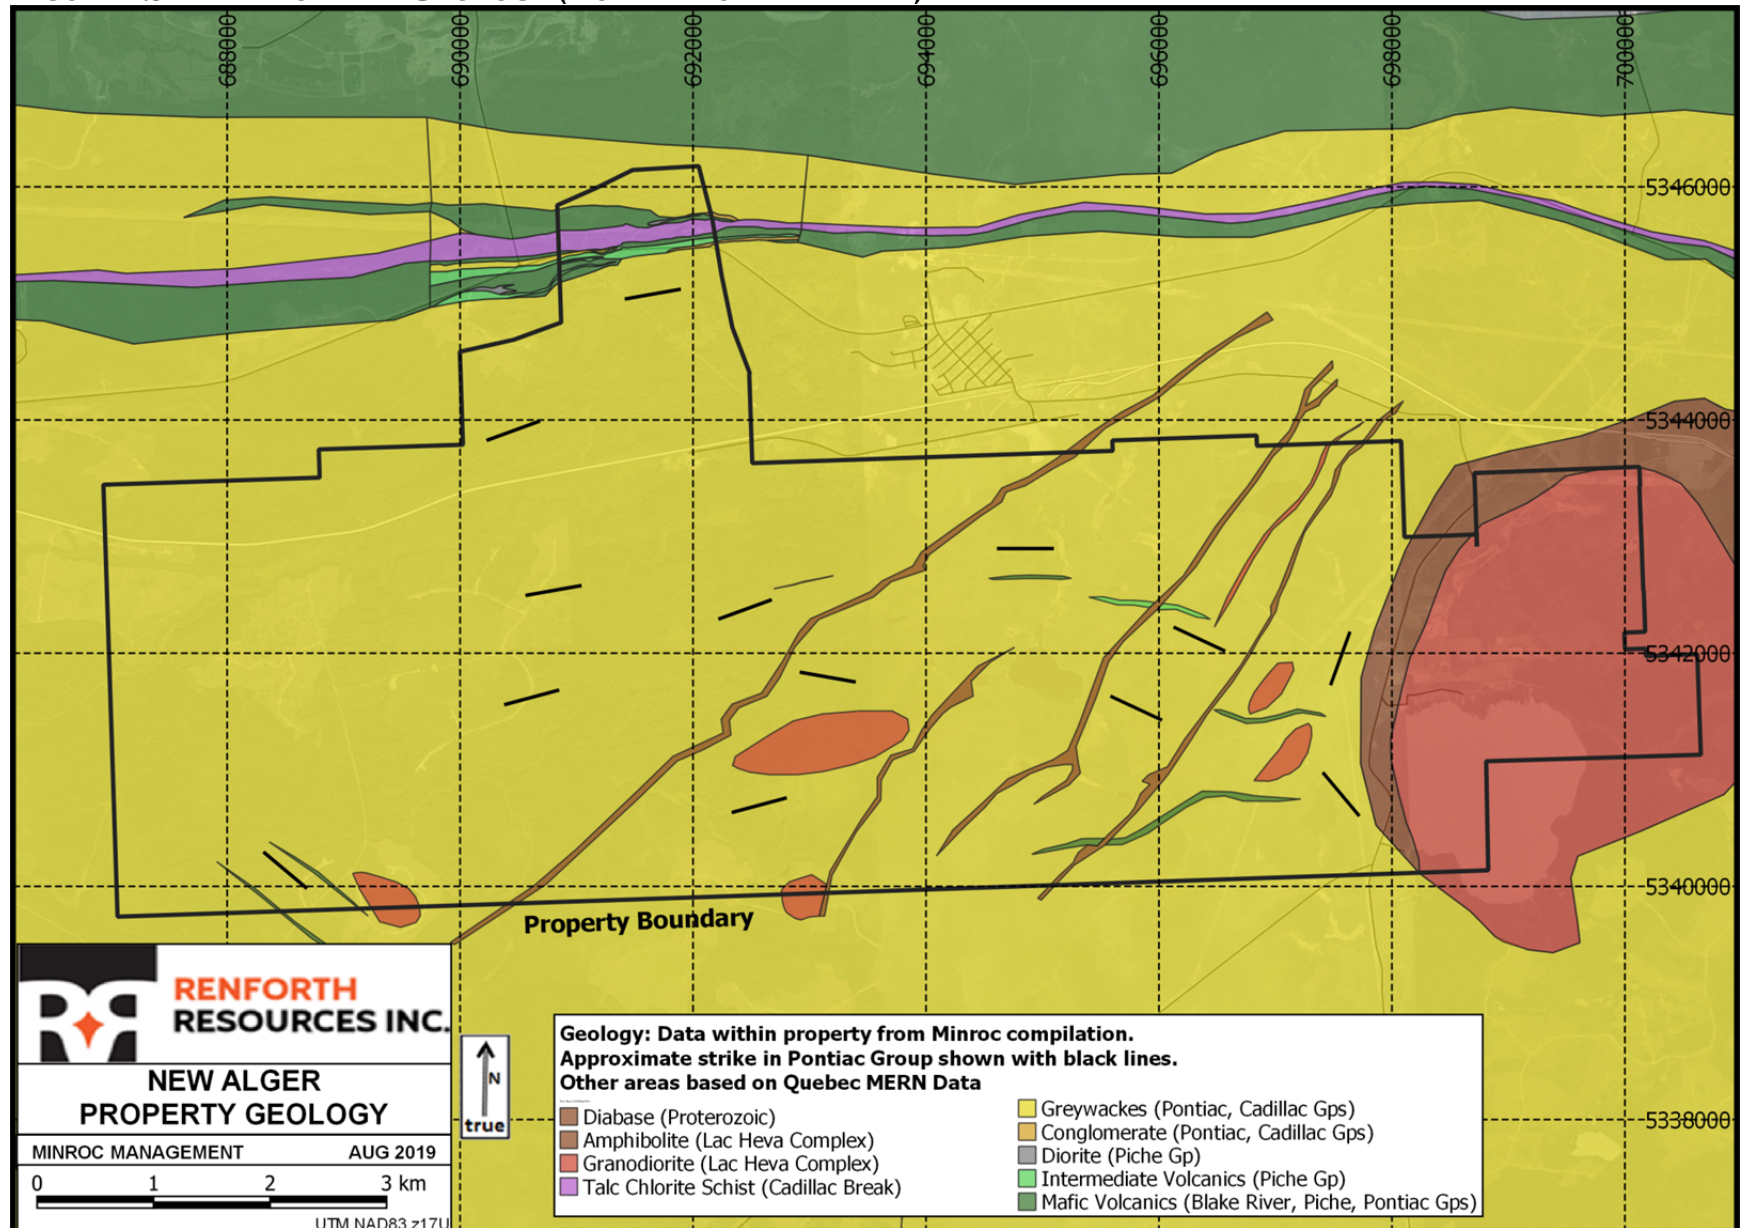 688000
690000
692000
694000
696000
698000
700000
5346000
5344000
5342000
5340000
5338000
Property Boundary
RENFORTH
RESOURCES INC.
NEW ALGER
PROPERTY GEOLOGY
MINROC MANAGEMENT AUG 2019
0 1 2 3 km
UTM NAD83 z17U
N
true
Geology: Data within property from Minroc compilation.
Approximate strike in Pontiac Group shown with black lines.
Other areas based on Quebec MERN Data
Diabase (Proterozoic)
Amphibolite (Lac Heva Complex)
Granodiorite (Lac Heva Complex)
Talc Chlorite Schist (Cadillac Break)
Greywackes (Pontiac, Cadillac Gps)
Conglomerate (Pontiac, Cadillac Gps)
Diorite (Piche Gp)
Intermediate Volcanics (Piche Gp)
Mafic Volcanics (Blake River, Piche, Pontiac Gps)